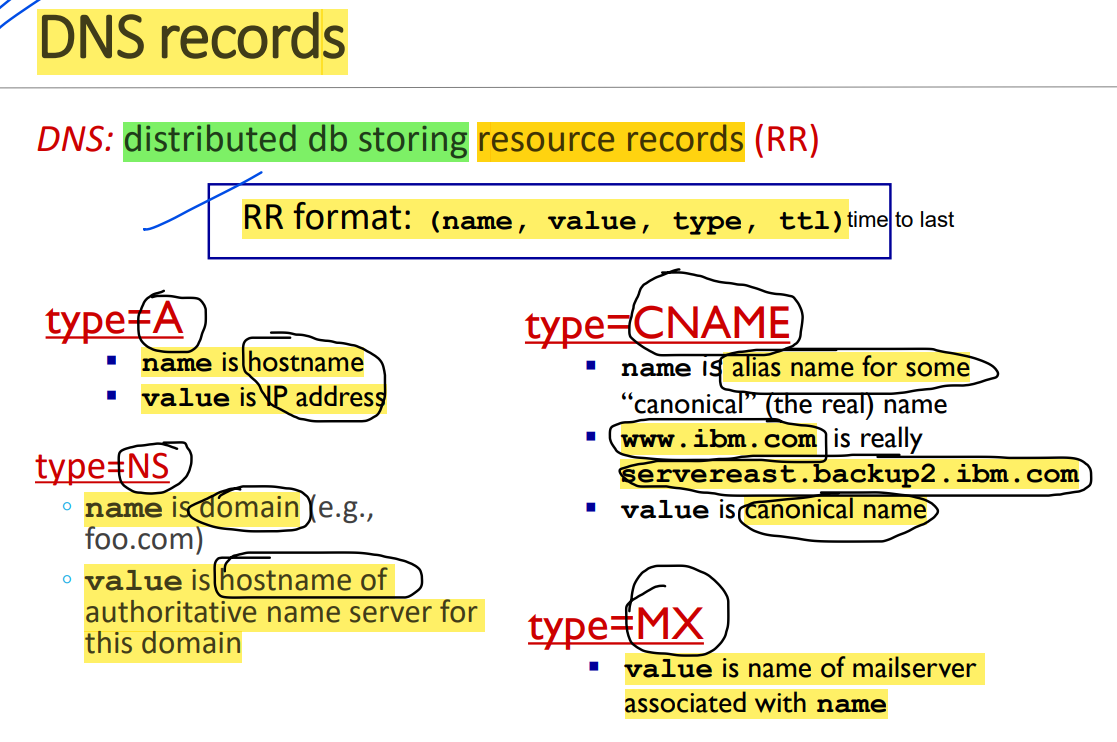 DNS records
DNS: distributed db storing resource records (RR)
RR format: (name, value, type, ttl) time to last
type=A
name is hostname
value is IP address
type=NS
name is domain (e.g.,
foo.com)
value is hostname of
authoritative name server for
this domain
type=CNAME
name is alias name for some
“canonical” (the real) name
www.ibm.com is really
servereast.backup2.ibm.com
value is canonical name
type=MX
value is name of mailserver
associated with name